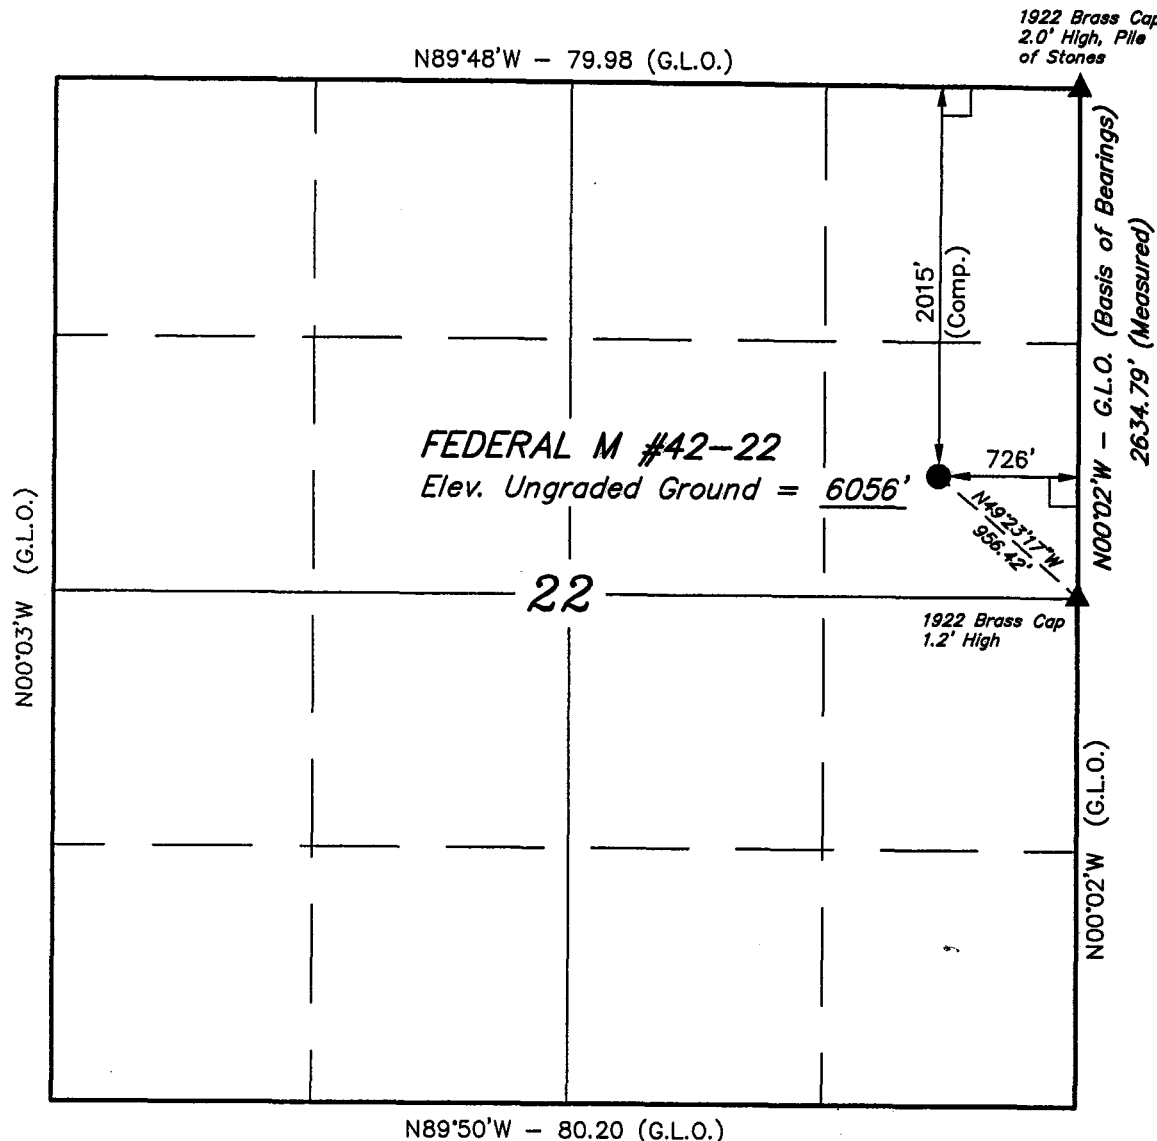 1922 Brass Cap
2.0' High, Pile
of Stones
N89°48'W – 79.98 (G.L.O.)
N00°02'W – G.L.O. (Basis of Bearings)
2634.79' (Measured)
2015'
(Comp.)
FEDERAL M #42-22
Elev. Ungraded Ground = 6056'
726'
N49°23'17"W
956.42'
N00°03'W (G.L.O.)
22
1922 Brass Cap
1.2' High
N00°02'W (G.L.O.)
N89°50'W – 80.20 (G.L.O.)